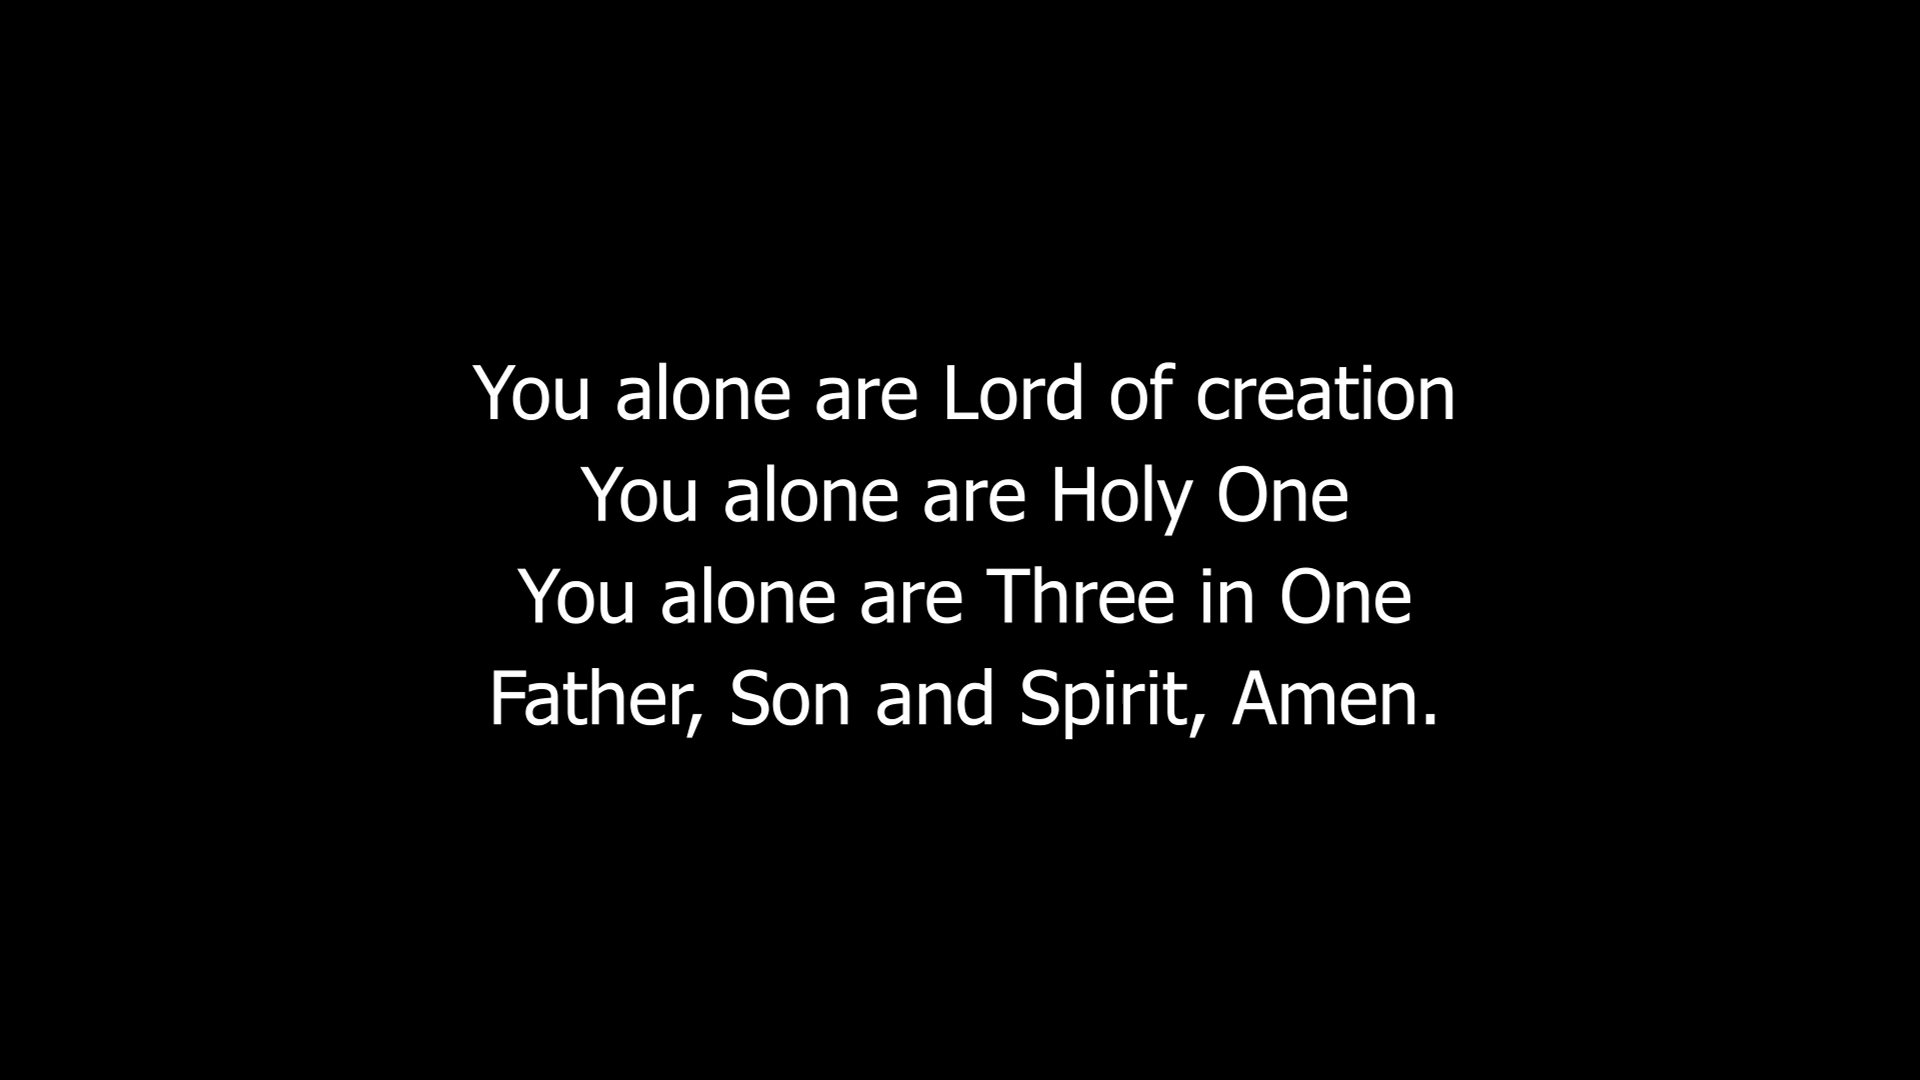 You alone are Lord of creation
You alone are Holy One
You alone are Three in One
Father, Son and Spirit, Amen.